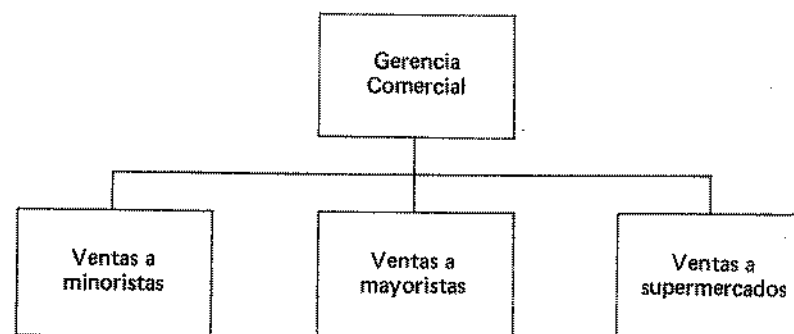 Gerencia
Comercial
Ventas a
minoristas
Ventas a
mayoristas
Ventas a
supermercados